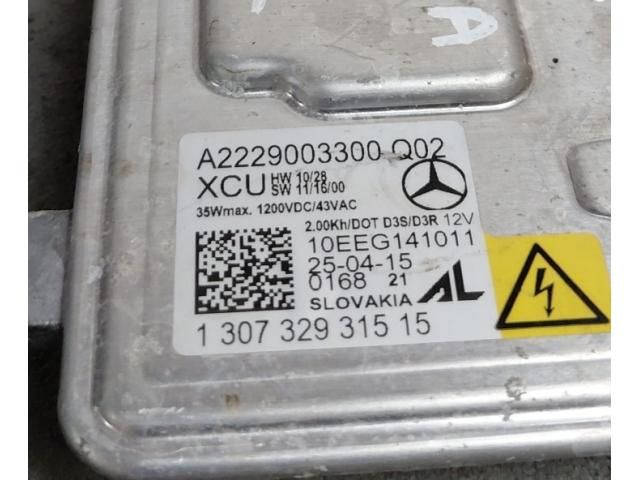 A
A2229003300 Q02
XCU HW 10/28
SW 11/16/00
35Wmax. 1200VDC/43VAC
2.00Kh/DOT D3S/D3R 12V
10EEG141011
25-04-15
0168 21
SLOVAKIA AL
1 307 329 315 15